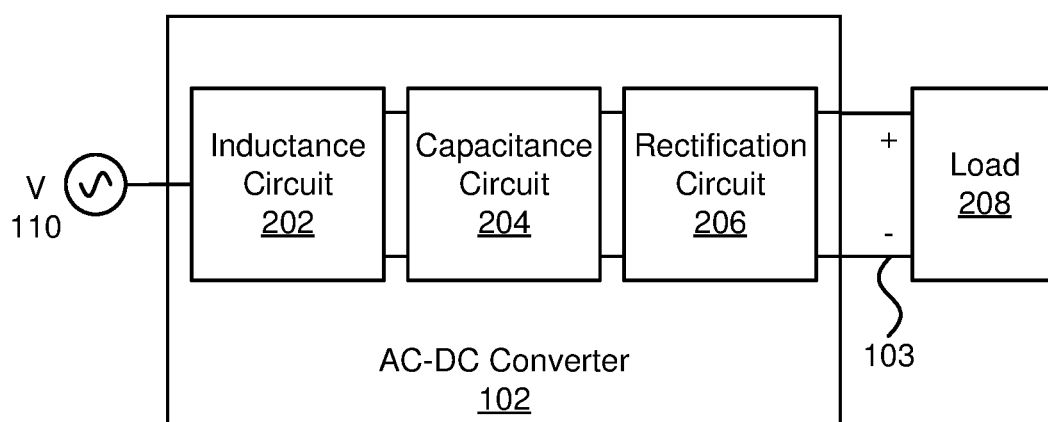 V
110
Inductance
Circuit
202
Capacitance
Circuit
204
Rectification
Circuit
206
+
-
Load
208
103
AC-DC Converter
102